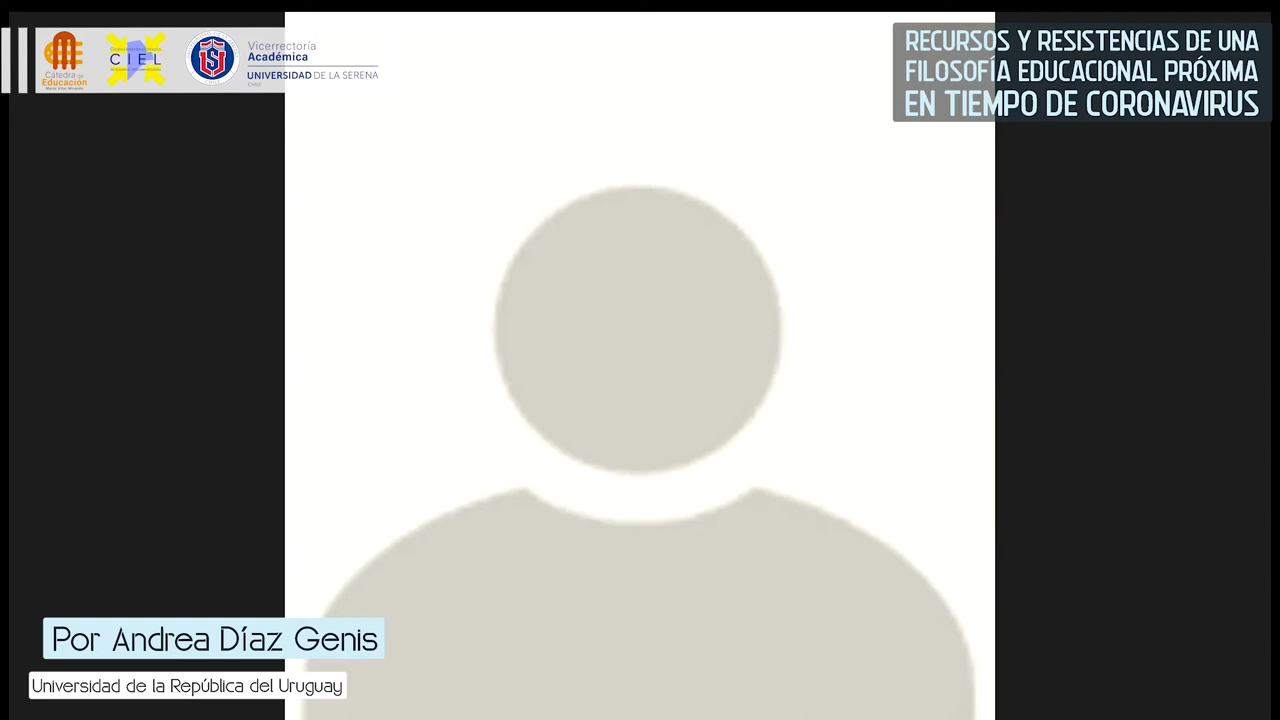 Cátedra de
Educación
CIEL
Vicerrectoría
Académica
UNIVERSIDAD DE LA SERENA
RECURSOS Y RESISTENCIAS DE UNA
FILOSOFÍA EDUCACIONAL PRÓXIMA
EN TIEMPO DE CORONAVIRUS
Por Andrea Díaz Genis
Universidad de la República del Uruguay